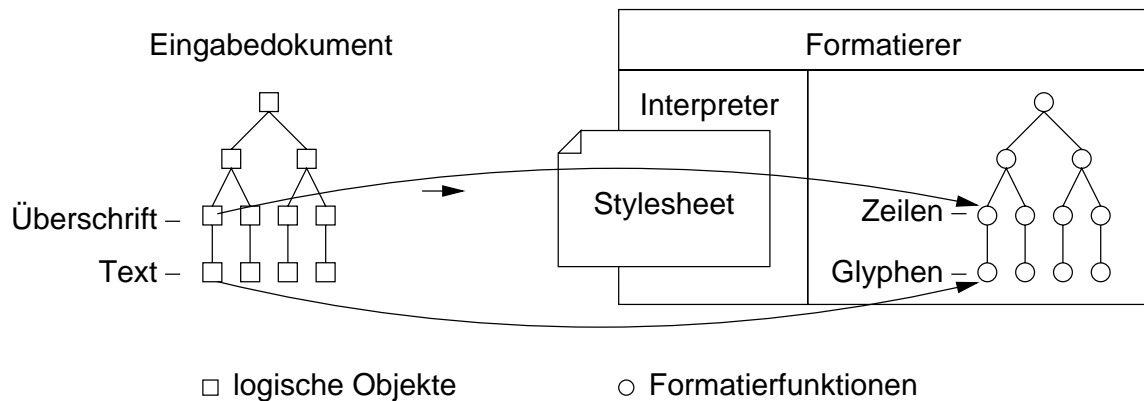 Eingabedokument
Formatierer
Interpreter
Stylesheet
Überschrift
Zeilen
Text
Glyphen
logische Objekte
Formatierfunktionen